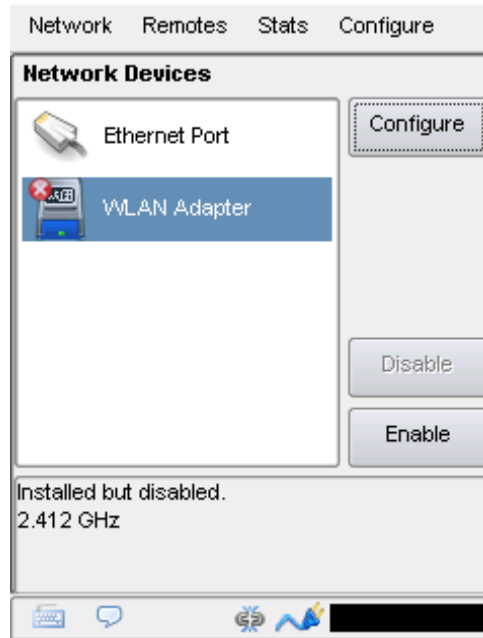 Network Remotes Stats Configure
Network Devices
Ethernet Port
Configure
WLAN Adapter
Disable
Enable
Installed but disabled.
2.412 GHz